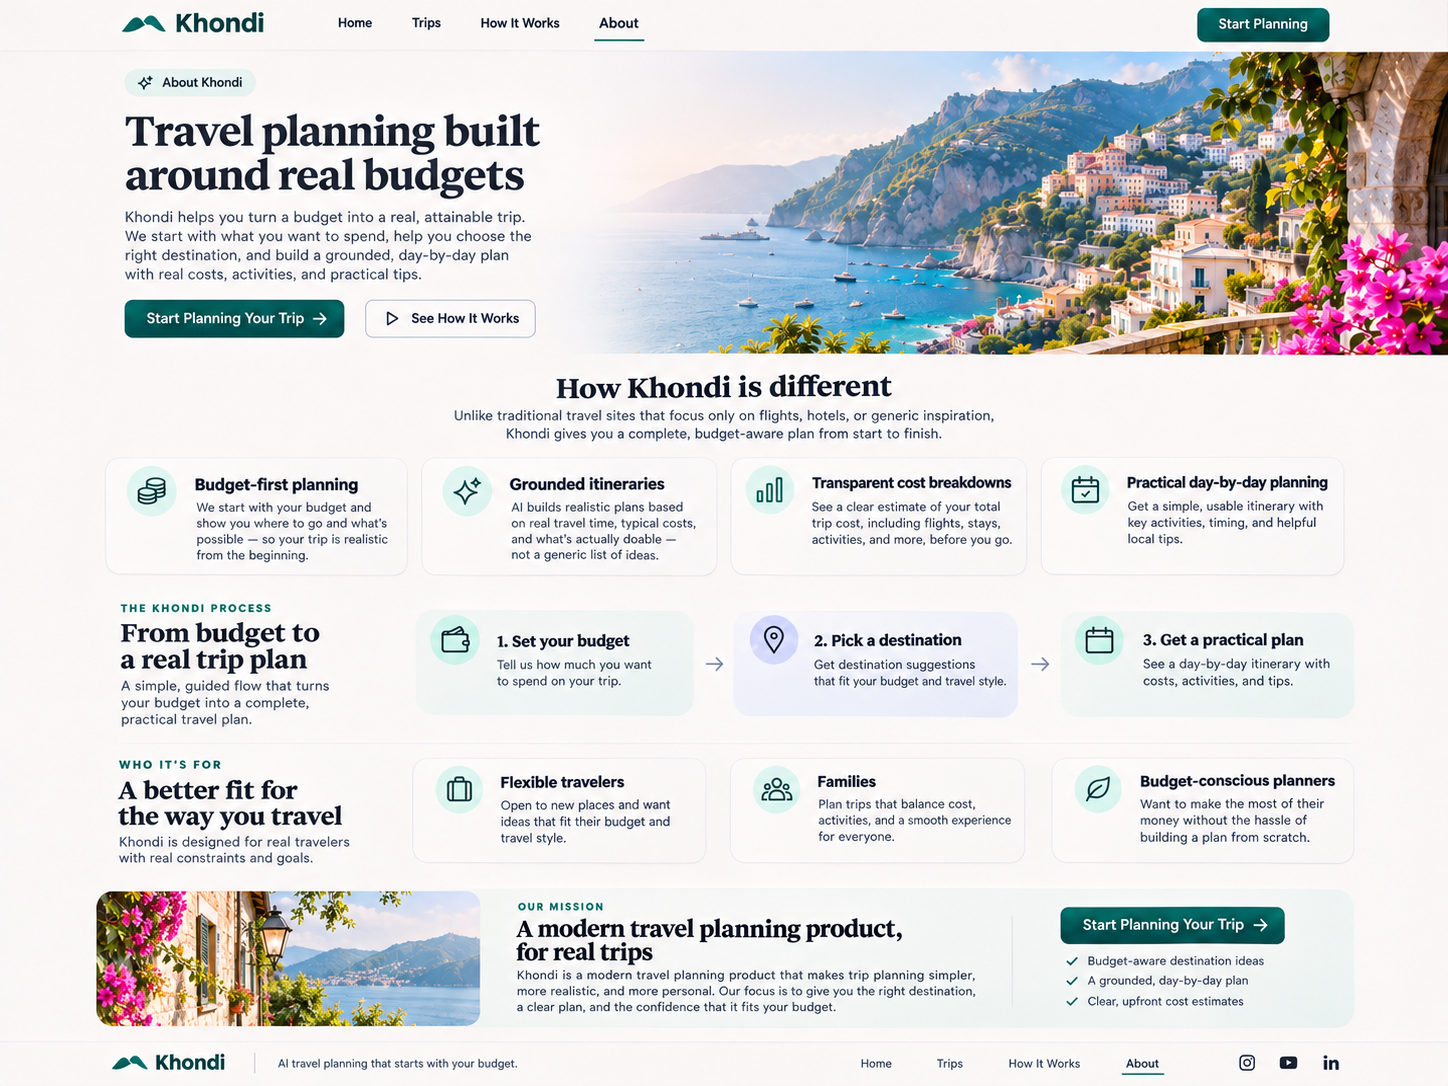 Khondi
Home
Trips
How It Works
About
Start Planning
About Khondi
Travel planning built
around real budgets
Khondi helps you turn a budget into a real, attainable trip.
We start with what you want to spend, help you choose the
right destination, and build a grounded, day-by-day plan
with real costs, activities, and practical tips.
Start Planning Your Trip
See How It Works
How Khondi is different
Unlike traditional travel sites that focus only on flights, hotels, or generic inspiration,
Khondi gives you a complete, budget-aware plan from start to finish.
Budget-first planning
We start with your budget and
show you where to go and what's
possible — so your trip is realistic
from the beginning.
Grounded itineraries
AI builds realistic plans based
on real travel time, typical costs,
and what's actually doable —
not a generic list of ideas.
Transparent cost breakdowns
See a clear estimate of your total
trip cost, including flights, stays,
activities, and more, before you go.
Practical day-by-day planning
Get a simple, usable itinerary with
key activities, timing, and helpful
local tips.
THE KHONDI PROCESS
From budget to
a real trip plan
A simple, guided flow that turns
your budget into a complete,
practical travel plan.
1. Set your budget
Tell us how much you want
to spend on your trip.
2. Pick a destination
Get destination suggestions
that fit your budget and travel style.
3. Get a practical plan
See a day-by-day itinerary with
costs, activities, and tips.
WHO IT'S FOR
A better fit for
the way you travel
Khondi is designed for real travelers
with real constraints and goals.
Flexible travelers
Open to new places and want
ideas that fit their budget and
travel style.
Families
Plan trips that balance cost,
activities, and a smooth experience
for everyone.
Budget-conscious planners
Want to make the most of their
money without the hassle of
building a plan from scratch.
OUR MISSION
A modern travel planning product,
for real trips
Khondi is a modern travel planning product that makes trip planning simpler,
more realistic, and more personal. Our focus is to give you the right destination,
a clear plan, and the confidence that it fits your budget.
Start Planning Your Trip
Budget-aware destination ideas
A grounded, day-by-day plan
Clear, upfront cost estimates
Khondi
AI travel planning that starts with your budget.
Home
Trips
How It Works
About
in